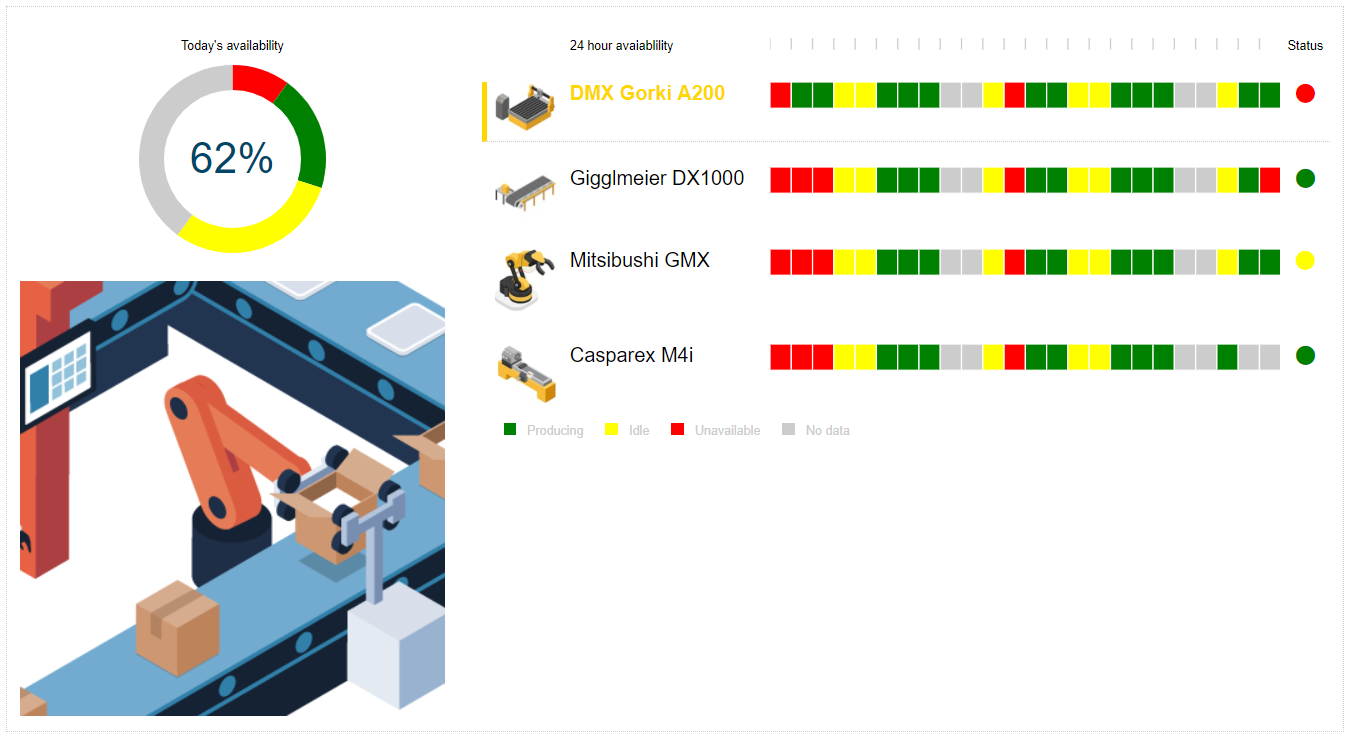 Today's availability
62%
24 hour avaiablility
Status
DMX Gorki A200
Gigglmeier DX1000
Mitsibushi GMX
Casparex M4i
Producing Idle Unavailable No data